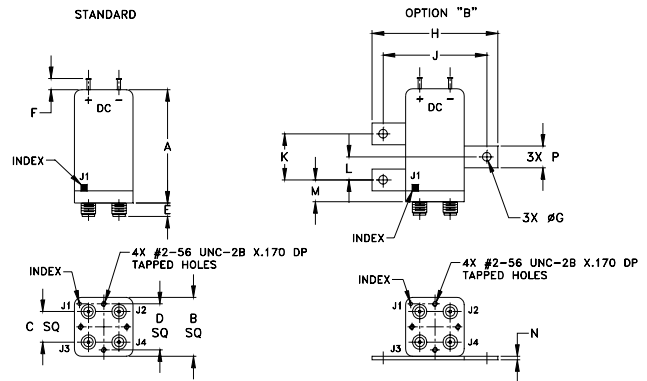 STANDARD
OPTION "B"
H
J
F
+ −
DC
A
INDEX
J1
E
+ −
DC
K
L
M
J1
3X P
3X ØG
INDEX
4X #2-56 UNC-2B X.170 DP
TAPPED HOLES
INDEX
J1
J2
C SQ
D
SQ
B
SQ
J3
J4
4X #2-56 UNC-2B X.170 DP
TAPPED HOLES
INDEX
J1
J2
J3
J4
N